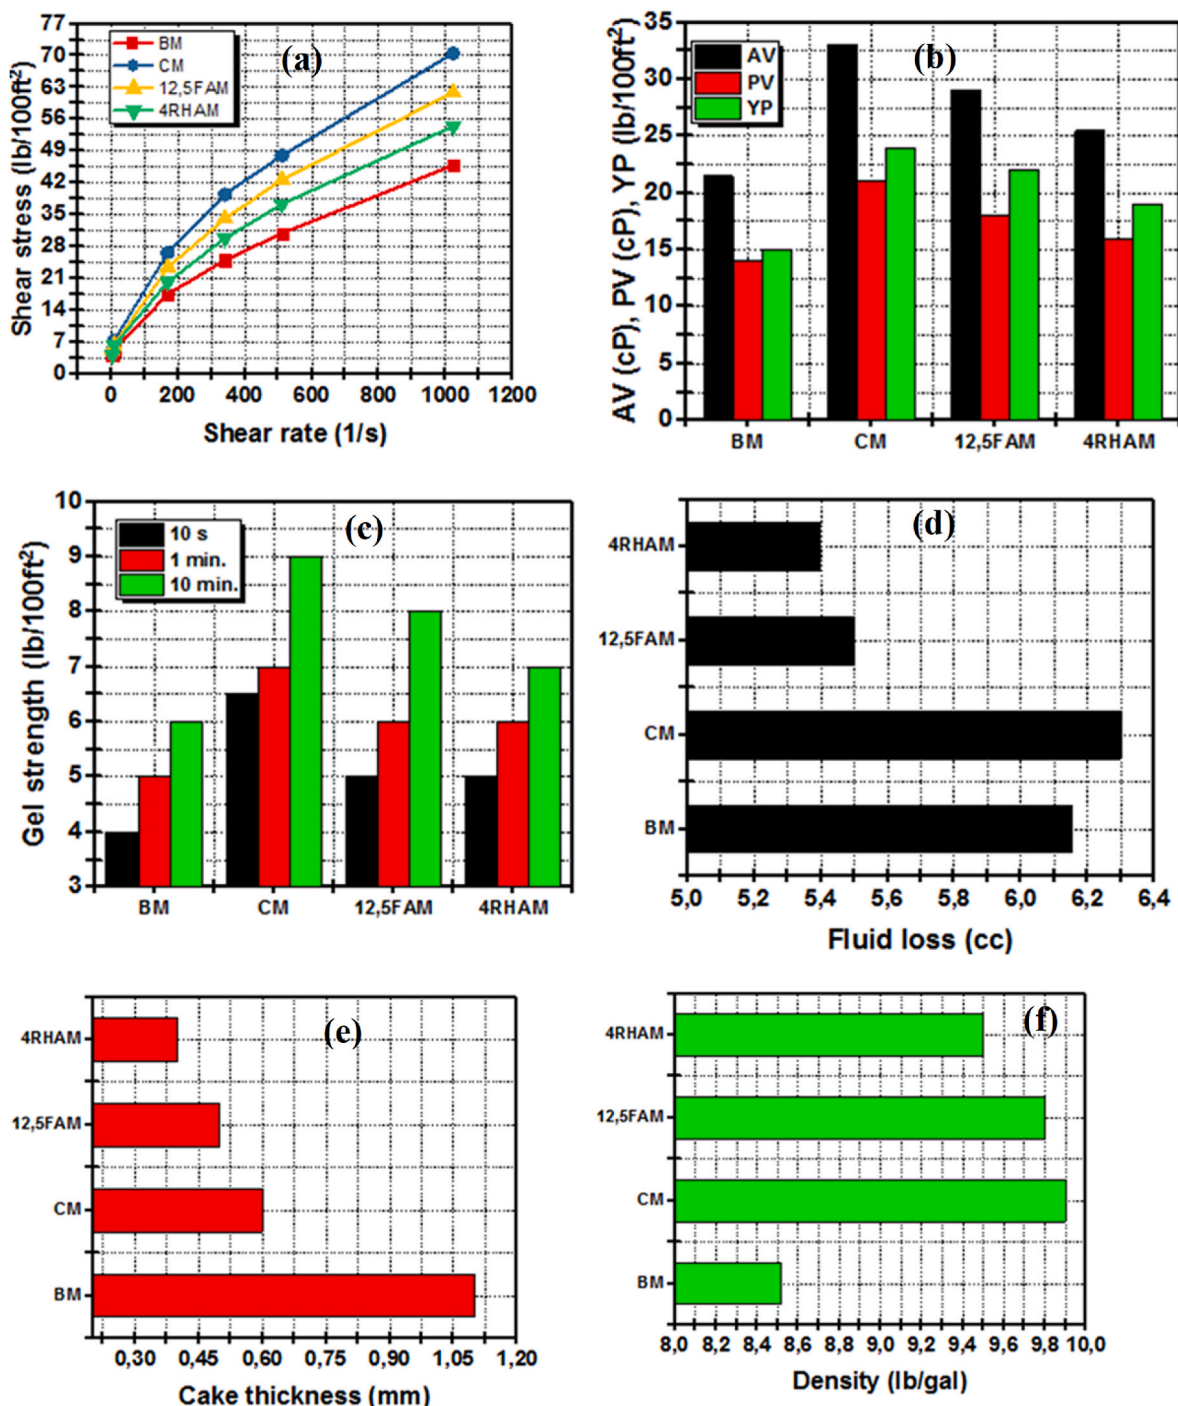 (a)
BM
CM
12,5FAM
4RHAM
Shear stress (lb/100ft²)
77
70
63
56
49
42
35
28
21
14
7
0
0 200 400 600 800 1000 1200
Shear rate (1/s)
(b)
AV
PV
YP
AV (cP), PV (cP), YP (lb/100ft²)
35
30
25
20
15
10
5
0
BM CM 12,5FAM 4RHAM
(c)
10 s
1 min.
10 min.
Gel strength (lb/100ft²)
10
9
8
7
6
5
4
3
BM CM 12,5FAM 4RHAM
(d)
4RHAM
12,5FAM
CM
BM
5,0 5,2 5,4 5,6 5,8 6,0 6,2 6,4
Fluid loss (cc)
(e)
4RHAM
12,5FAM
CM
BM
0,30 0,45 0,60 0,75 0,90 1,05 1,20
Cake thickness (mm)
(f)
4RHAM
12,5FAM
CM
BM
8,0 8,2 8,4 8,6 8,8 9,0 9,2 9,4 9,6 9,8 10,0
Density (lb/gal)